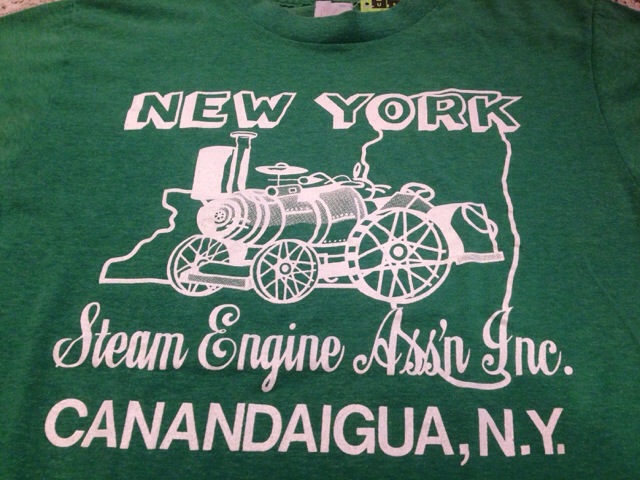 NEW YORK
Steam Engine Ass'n Inc.
CANANDAIGUA, N.Y.